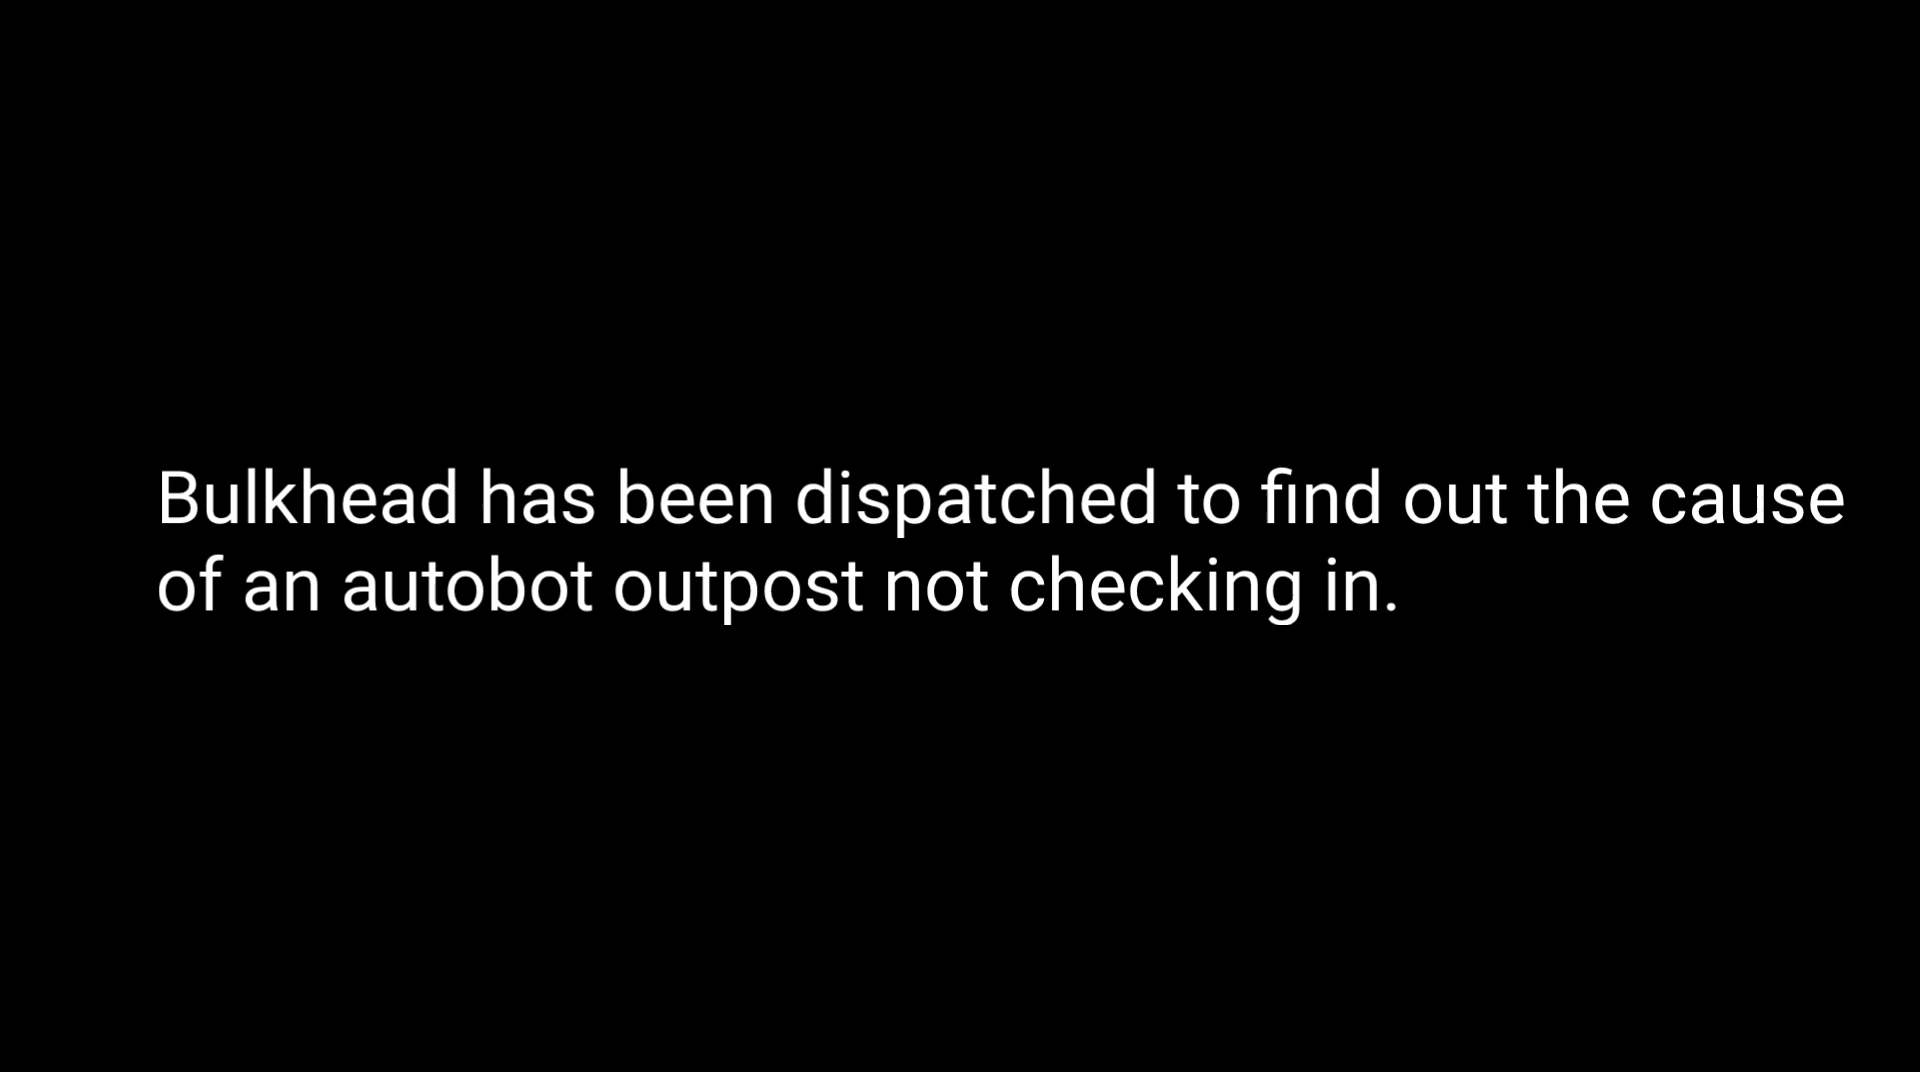 Bulkhead has been dispatched to find out the cause
of an autobot outpost not checking in.